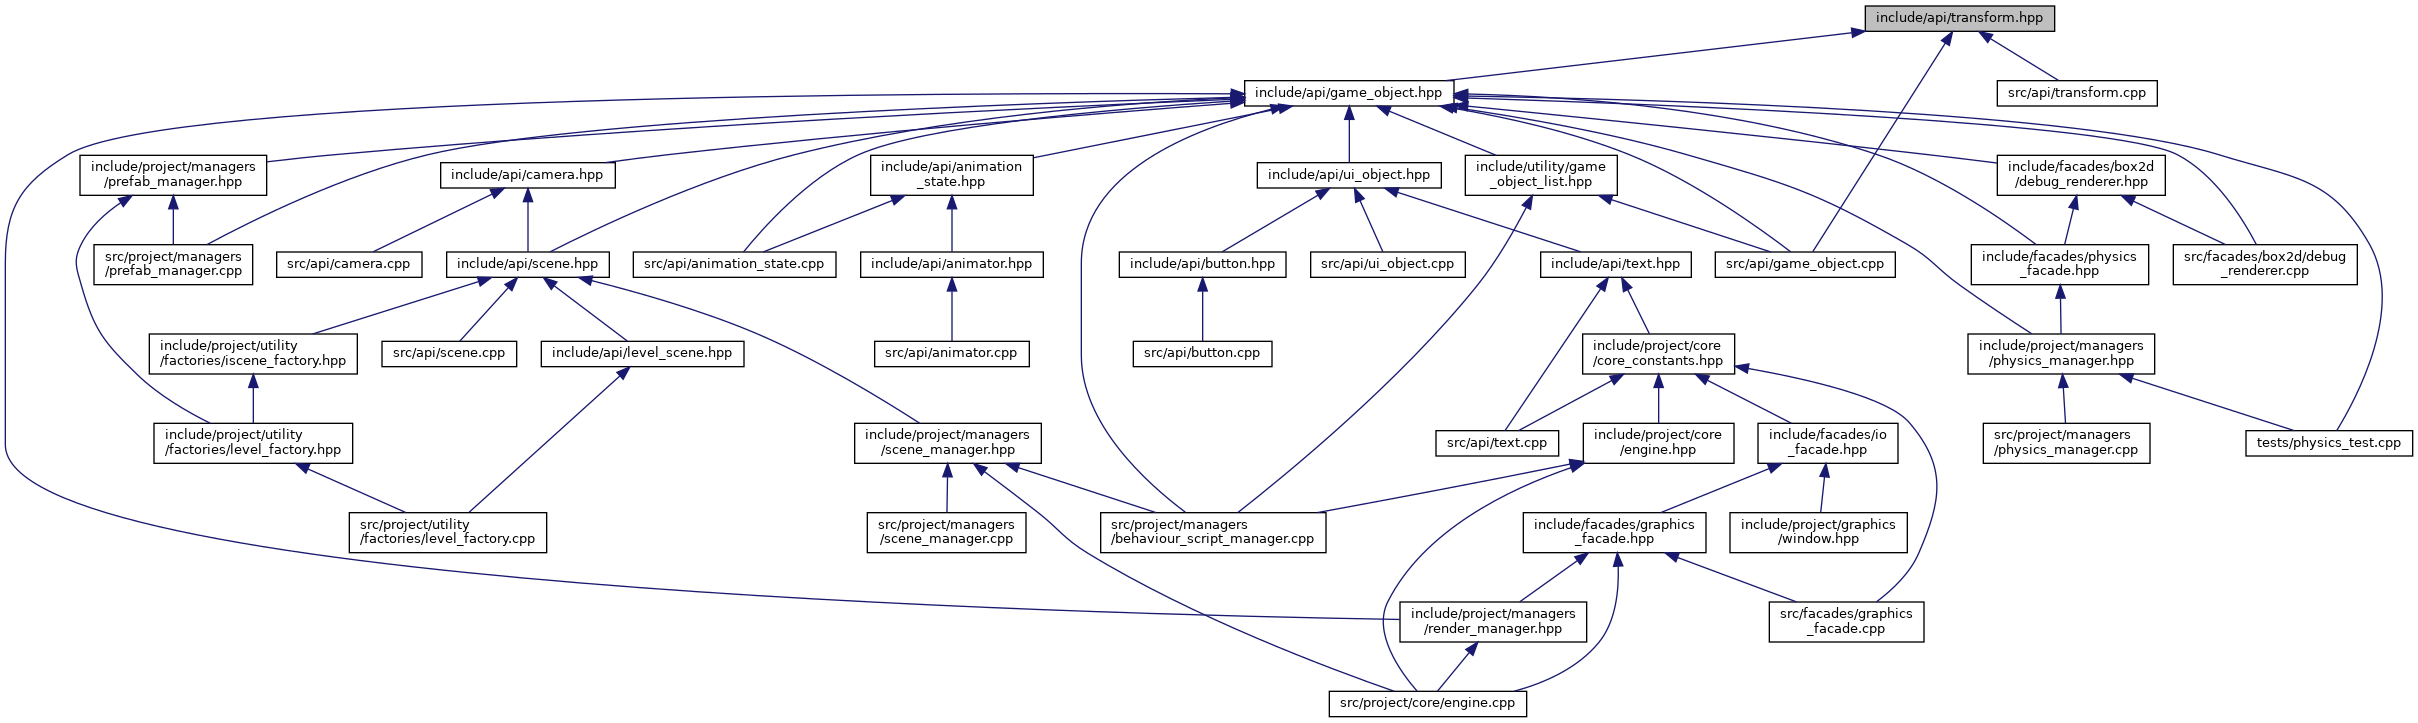 include/api/transform.hpp
include/api/game_object.hpp
src/api/transform.cpp
include/project/managers
/prefab_manager.hpp
include/api/camera.hpp
include/api/animation
_state.hpp
include/api/ui_object.hpp
include/utility/game
_object_list.hpp
include/facades/box2d
/debug_renderer.hpp
src/project/managers
/prefab_manager.cpp
src/api/camera.cpp
include/api/scene.hpp
src/api/animation_state.cpp
include/api/animator.hpp
include/api/button.hpp
src/api/ui_object.cpp
include/api/text.hpp
src/api/game_object.cpp
include/facades/physics
_facade.hpp
src/facades/box2d/debug
_renderer.cpp
include/project/utility
/factories/iscene_factory.hpp
src/api/scene.cpp
include/api/level_scene.hpp
src/api/animator.cpp
src/api/button.cpp
include/project/core
/core_constants.hpp
include/project/managers
/physics_manager.hpp
include/project/utility
/factories/level_factory.hpp
include/project/managers
/scene_manager.hpp
src/api/text.cpp
include/project/core
/engine.hpp
include/facades/io
_facade.hpp
src/project/managers
/physics_manager.cpp
tests/physics_test.cpp
src/project/utility
/factories/level_factory.cpp
src/project/managers
/scene_manager.cpp
src/project/managers
/behaviour_script_manager.cpp
include/facades/graphics
_facade.hpp
include/project/graphics
/window.hpp
include/project/managers
/render_manager.hpp
src/facades/graphics
_facade.cpp
src/project/core/engine.cpp